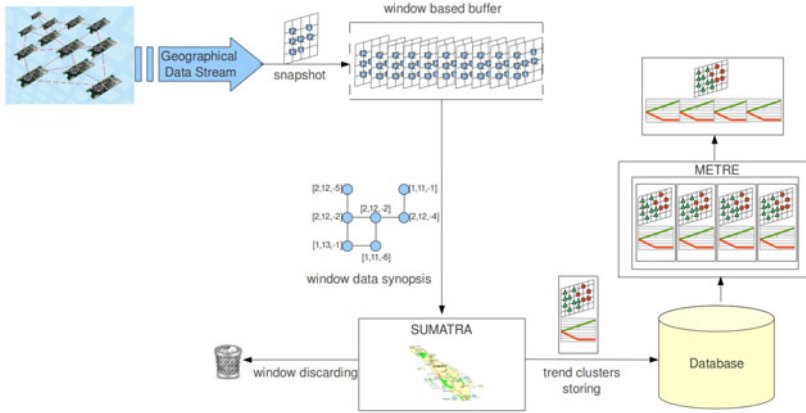 window based buffer
Geographical
Data Stream
snapshot
METRE
[2,12,-5]
[1,11,-1]
[2,12,-2]
[2,12,-2]
[2,12,-4]
[1,13,-1]
[1,11,-6]
window data synopsis
SUMATRA
Database
window discarding
trend clusters
storing